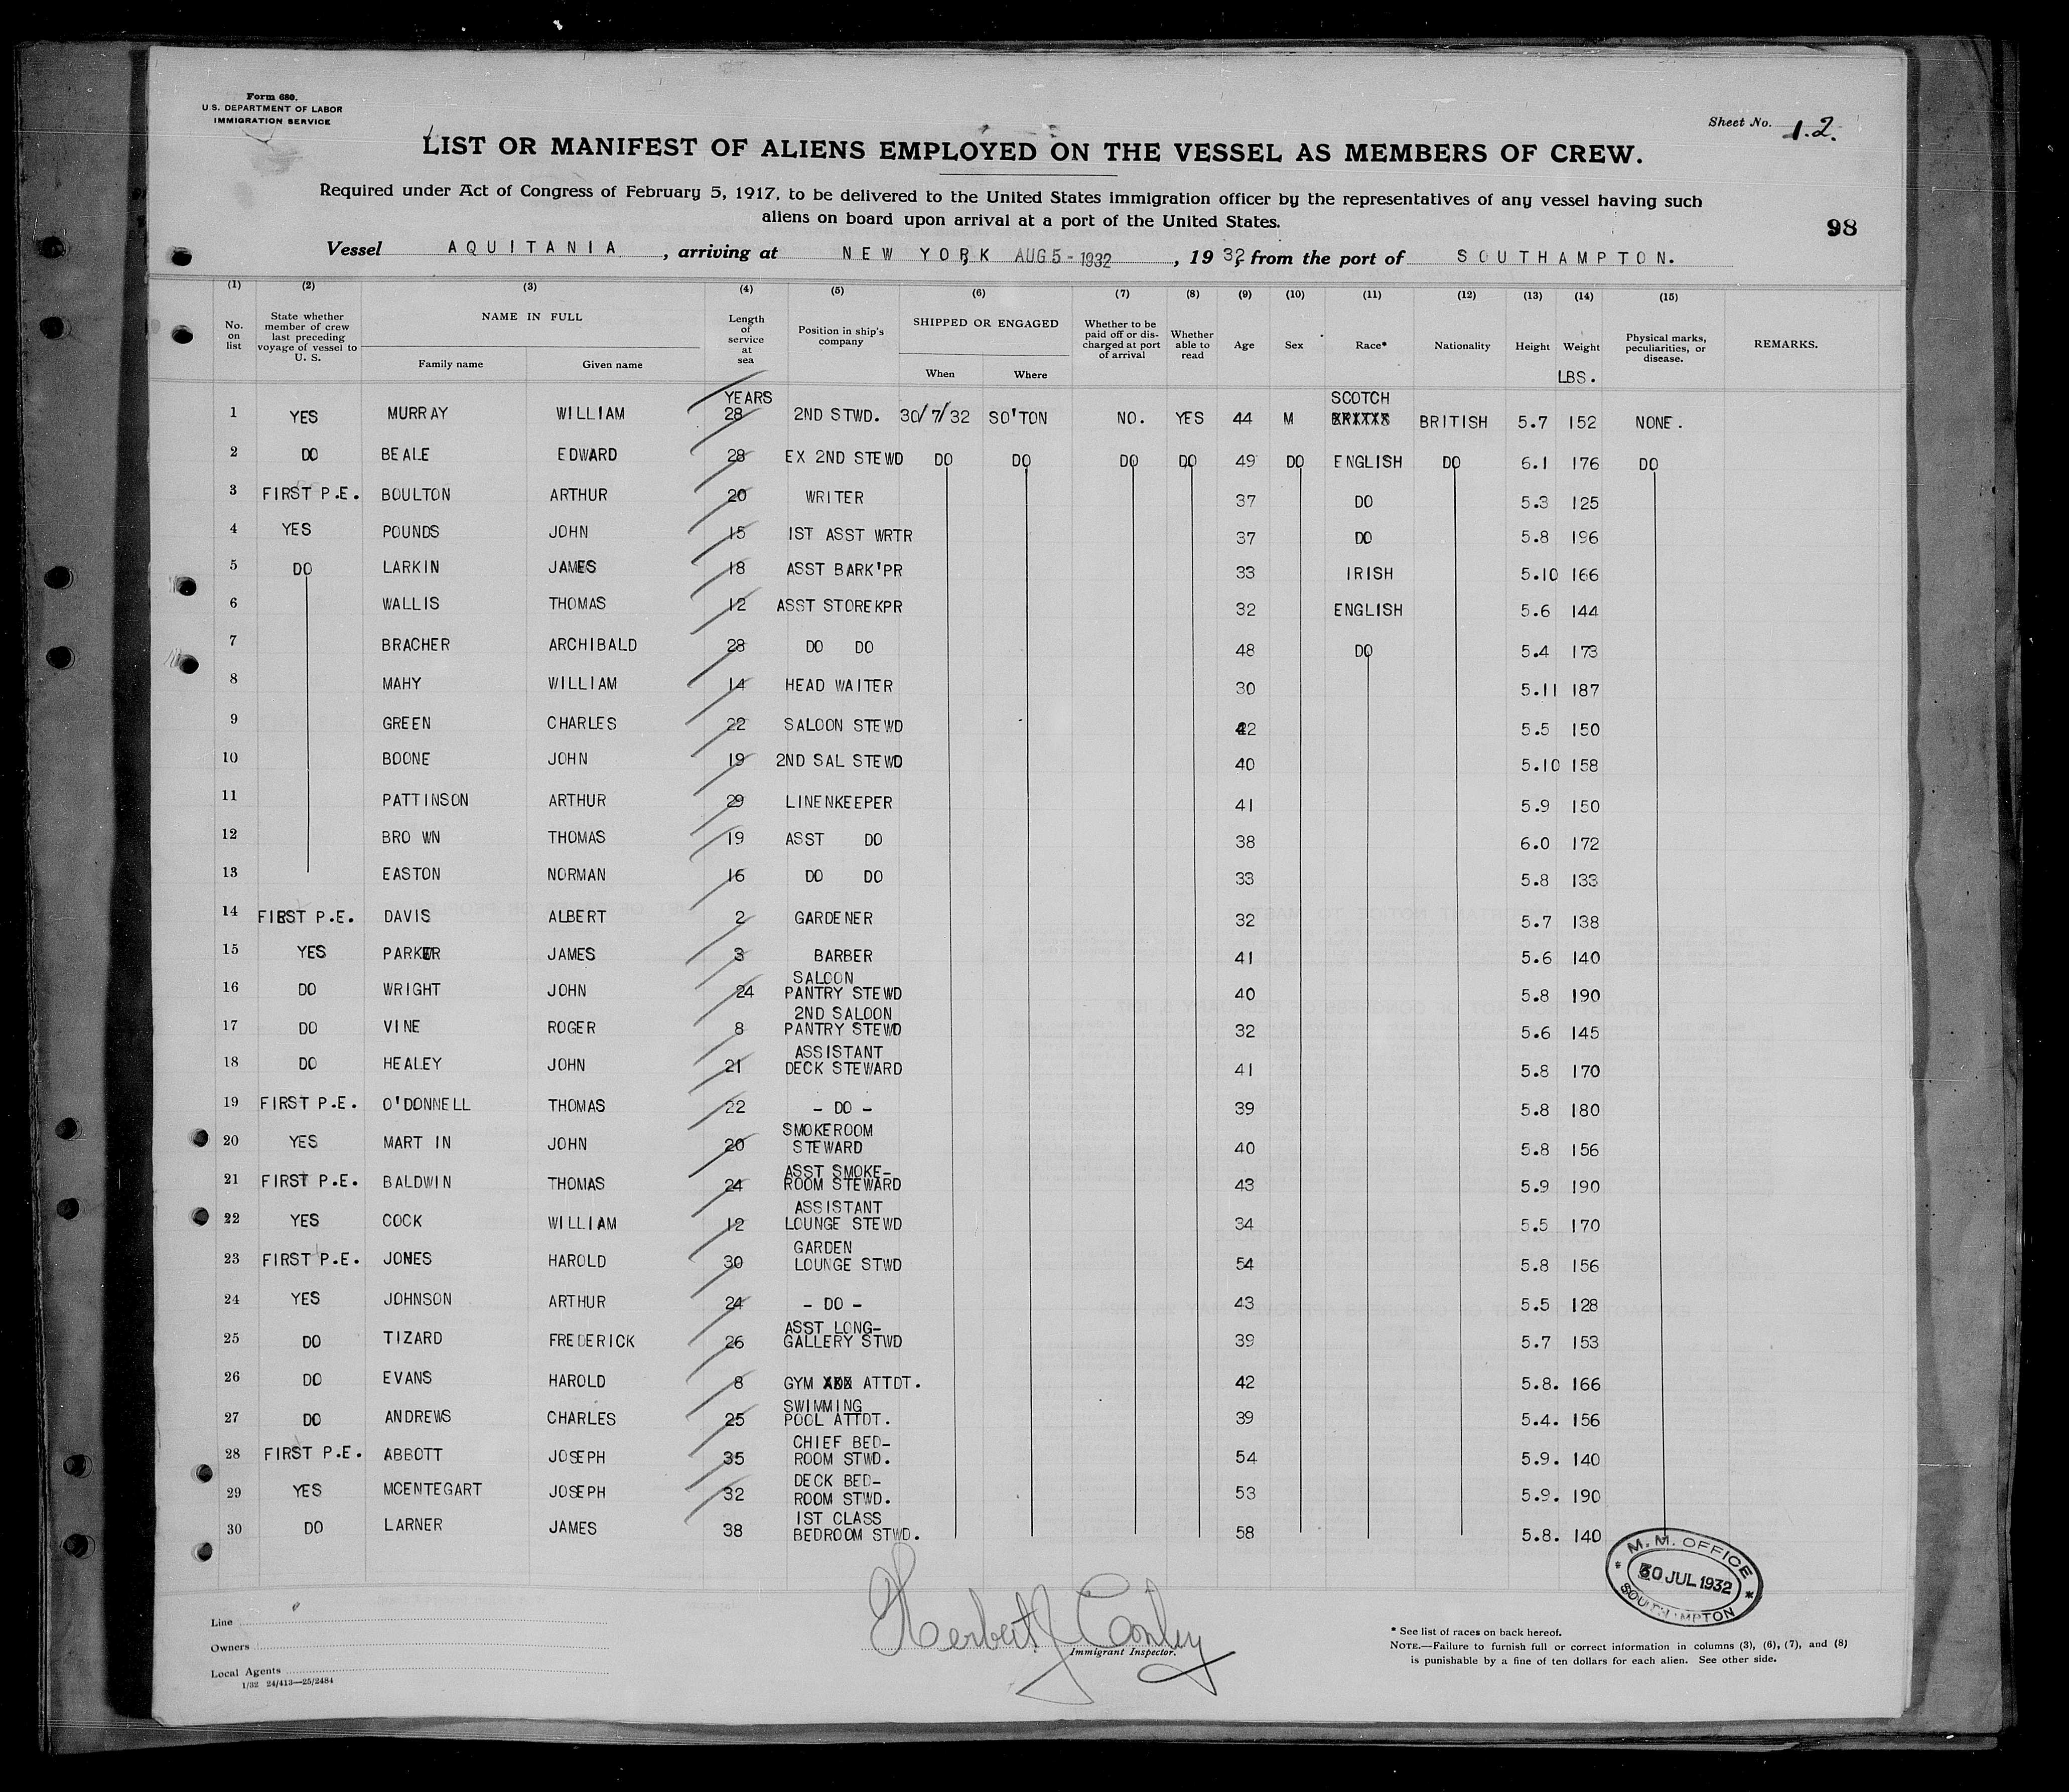 Form 680.
U.S. DEPARTMENT OF LABOR
IMMIGRATION SERVICE
Sheet No. 12.
LIST OR MANIFEST OF ALIENS EMPLOYED ON THE VESSEL AS MEMBERS OF CREW.
Required under Act of Congress of February 5, 1917, to be delivered to the United States immigration officer by the representatives of any vessel having such
aliens on board upon arrival at a port of the United States.
98
Vessel AQUITANIA, arriving at NEW YORK AUG 5-1932, 1932, from the port of SOUTHAMPTON.
(1) (2) (3) (4) (5) (6) (7) (8) (9) (10) (11) (12) (13) (14) (15)
No. on list State whether member of crew last preceding voyage of vessel to U. S. NAME IN FULL Family name Given name Length of service at sea Position in ship's company SHIPPED OR ENGAGED When Where Whether to be paid off or discharged at port of arrival Whether able to read Age Sex Race* Nationality Height Weight Physical marks, peculiarities, or disease. REMARKS.
YEARS SCOTCH LBS.
1 YES MURRAY WILLIAM 28 2ND STWD. 30/7/32 SO'TON NO. YES 44 M BRITISH 5.7 152 NONE.
2 DO BEALE EDWARD 28 EX 2ND STEWD DO DO DO DO 49 DO ENGLISH DO 6.1 176 DO
3 FIRST P.E. BOULTON ARTHUR 20 WRITER 37 DO 5.3 125
4 YES POUNDS JOHN 15 1ST ASST WRTR 37 DO 5.8 196
5 DO LARKIN JAMES 18 ASST BARK'PR 33 IRISH 5.10 166
6 WALLIS THOMAS 12 ASST STOREKPR 32 ENGLISH 5.6 144
7 BRACHER ARCHIBALD 28 DO DO 48 DO 5.4 173
8 MAHY WILLIAM 14 HEAD WAITER 30 5.11 187
9 GREEN CHARLES 22 SALOON STEWD 42 5.5 150
10 BOONE JOHN 19 2ND SAL STEWD 40 5.10 158
11 PATTINSON ARTHUR 29 LINENKEEPER 41 5.9 150
12 BRO WN THOMAS 19 ASST DO 38 6.0 172
13 EASTON NORMAN 16 DO DO 33 5.8 133
14 FIRST P.E. DAVIS ALBERT 2 GARDENER 32 5.7 138
15 YES PARKER JAMES 3 BARBER 41 5.6 140
16 DO WRIGHT JOHN 24 SALOON PANTRY STEWD 40 5.8 190
17 DO VINE ROGER 8 2ND SALOON PANTRY STEWD 32 5.6 145
18 DO HEALEY JOHN 21 ASSISTANT DECK STEWARD 41 5.8 170
19 FIRST P.E. O'DONNELL THOMAS 22 - DO - 39 5.8 180
20 YES MART IN JOHN 20 SMOKEROOM STEWARD 40 5.8 156
21 FIRST P.E. BALDWIN THOMAS 24 ASST SMOKE-ROOM STEWARD 43 5.9 190
22 YES COCK WILLIAM 12 ASSISTANT LOUNGE STEWD 34 5.5 170
23 FIRST P.E. JONES HAROLD 30 GARDEN LOUNGE STWD 54 5.8 156
24 YES JOHNSON ARTHUR 24 - DO - 43 5.5 128
25 DO TIZARD FREDERICK 26 ASST LONG-GALLERY STWD 39 5.7 153
26 DO EVANS HAROLD 8 GYM ATTDT. 42 5.8. 166
27 DO ANDREWS CHARLES 25 SWIMMING POOL ATTDT. 39 5.4. 156
28 FIRST P.E. ABBOTT JOSEPH 35 CHIEF BED-ROOM STWD. 54 5.9. 140
29 YES MCENTEGART JOSEPH 32 DECK BED-ROOM STWD. 53 5.9. 190
30 DO LARNER JAMES 38 1ST CLASS BEDROOM STWD. 58 5.8. 140
M. M. OFFICE
30 JUL 1932
SOUTHAMPTON
Line
Owners
Local Agents
1/32 24/413—25/2484
Herbert J Conley
Immigrant Inspector.
* See list of races on back hereof.
NOTE.—Failure to furnish full or correct information in columns (3), (6), (7), and (8)
is punishable by a fine of ten dollars for each alien. See other side.